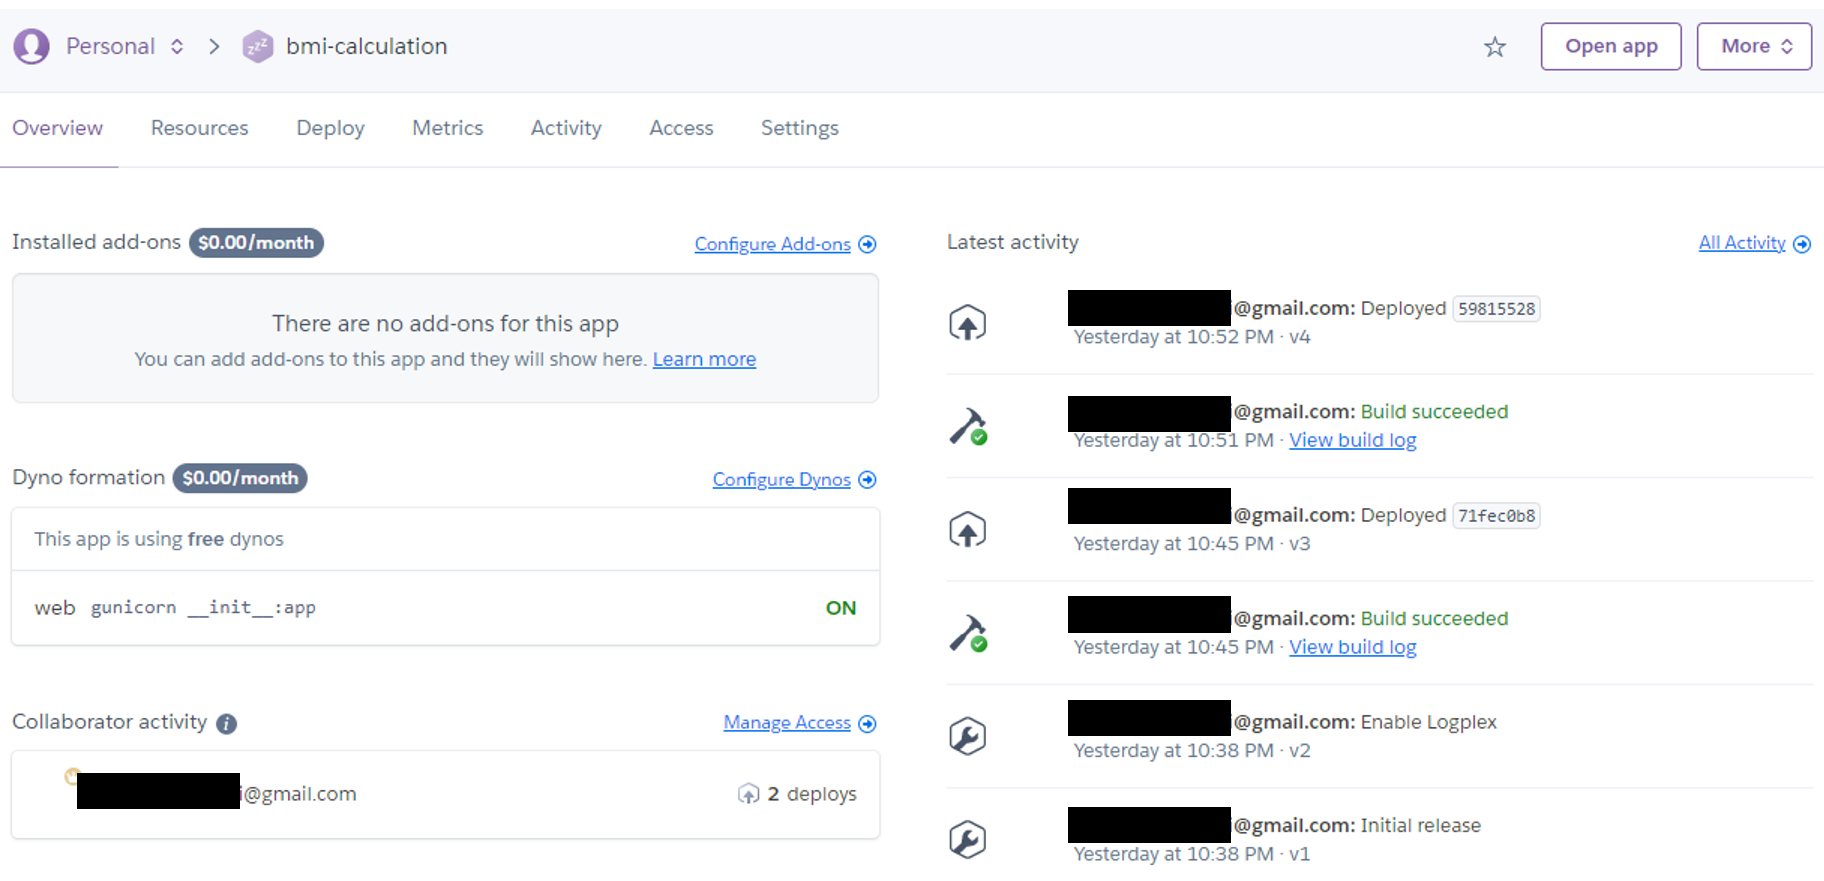 Personal > bmi-calculation
Open app
More
Overview
Resources
Deploy
Metrics
Activity
Access
Settings
Installed add-ons $0.00/month
Configure Add-ons
There are no add-ons for this app
You can add add-ons to this app and they will show here. Learn more
Dyno formation $0.00/month
Configure Dynos
This app is using free dynos
web gunicorn __init__:app
ON
Collaborator activity
Manage Access
@gmail.com
2 deploys
Latest activity
All Activity
@gmail.com: Deployed 59815528
Yesterday at 10:52 PM · v4
@gmail.com: Build succeeded
Yesterday at 10:51 PM · View build log
@gmail.com: Deployed 71fec0b8
Yesterday at 10:45 PM · v3
@gmail.com: Build succeeded
Yesterday at 10:45 PM · View build log
@gmail.com: Enable Logplex
Yesterday at 10:38 PM · v2
@gmail.com: Initial release
Yesterday at 10:38 PM · v1